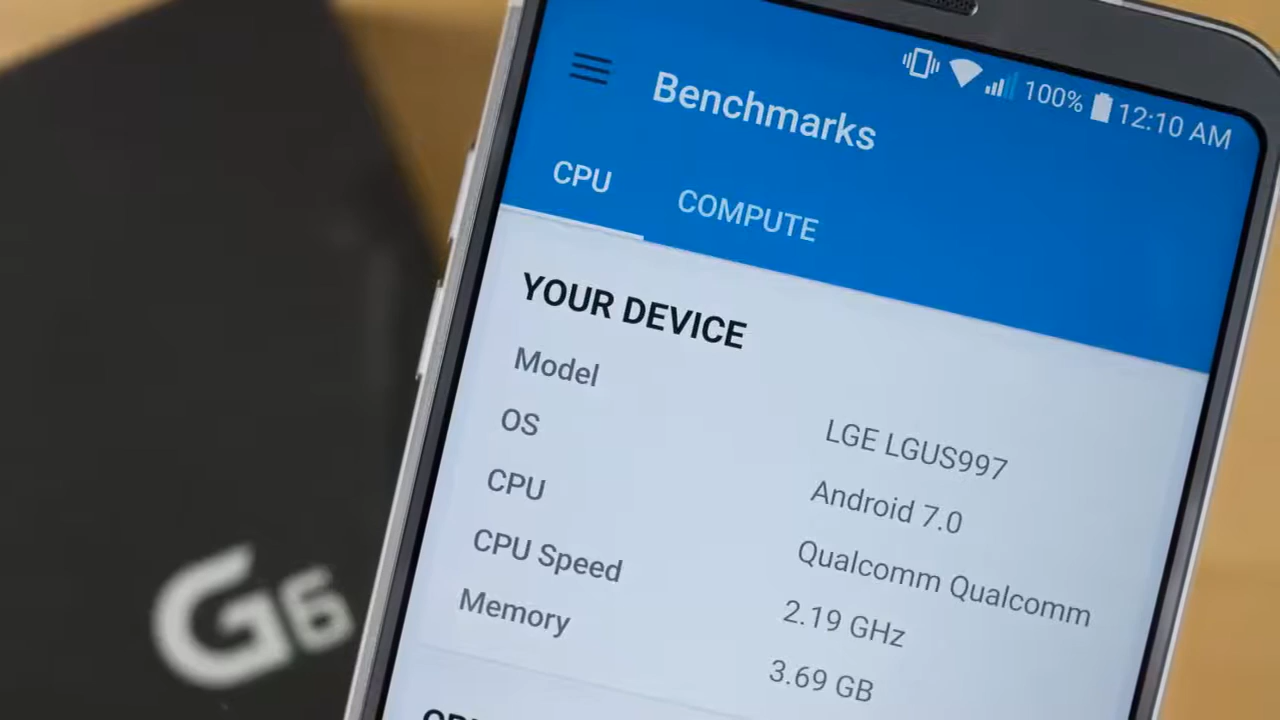 100% 12:10 AM
Benchmarks
CPU COMPUTE
YOUR DEVICE
Model LGE LGUS997
OS Android 7.0
CPU Qualcomm Qualcomm
CPU Speed 2.19 GHz
Memory 3.69 GB
G6